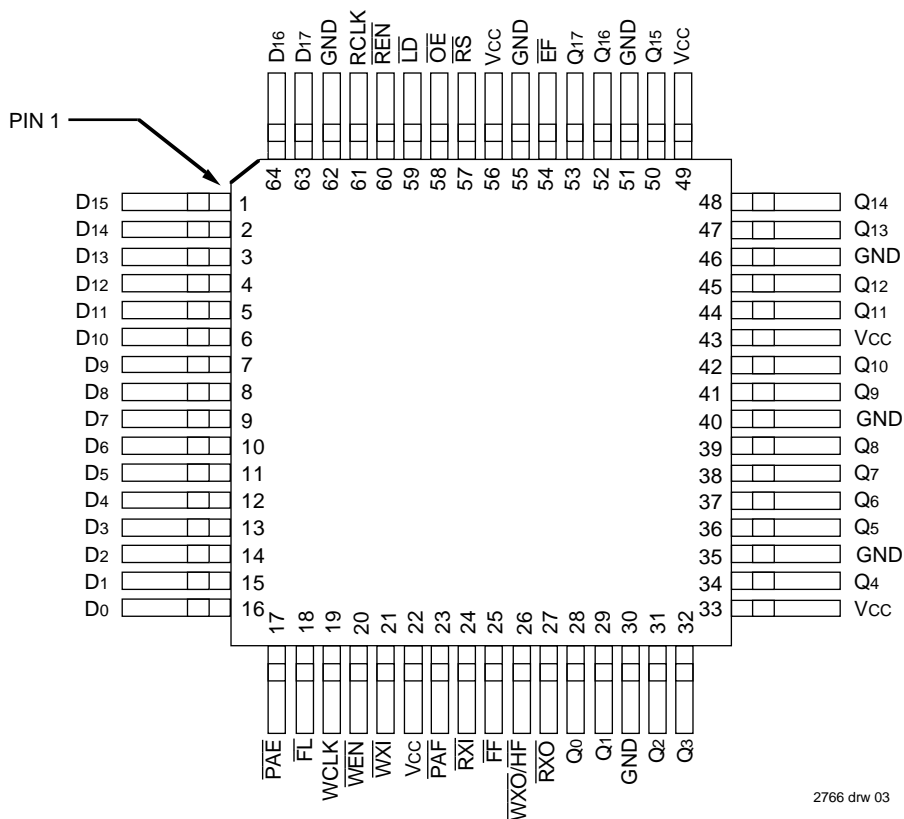 D16 D17 GND RCLK REN LD OE RS VCC GND EF Q17 Q16 GND Q15 VCC
PIN 1
64 63 62 61 60 59 58 57 56 55 54 53 52 51 50 49
D15 1 48 Q14
D14 2 47 Q13
D13 3 46 GND
D12 4 45 Q12
D11 5 44 Q11
D10 6 43 VCC
D9 7 42 Q10
D8 8 41 Q9
D7 9 40 GND
D6 10 39 Q8
D5 11 38 Q7
D4 12 37 Q6
D3 13 36 Q5
D2 14 35 GND
D1 15 34 Q4
D0 16 33 VCC
17 18 19 20 21 22 23 24 25 26 27 28 29 30 31 32
PAE FL WCLK WEN WXI VCC PAF RXI FF WXO/HF RXO Q0 Q1 GND Q2 Q3
2766 drw 03